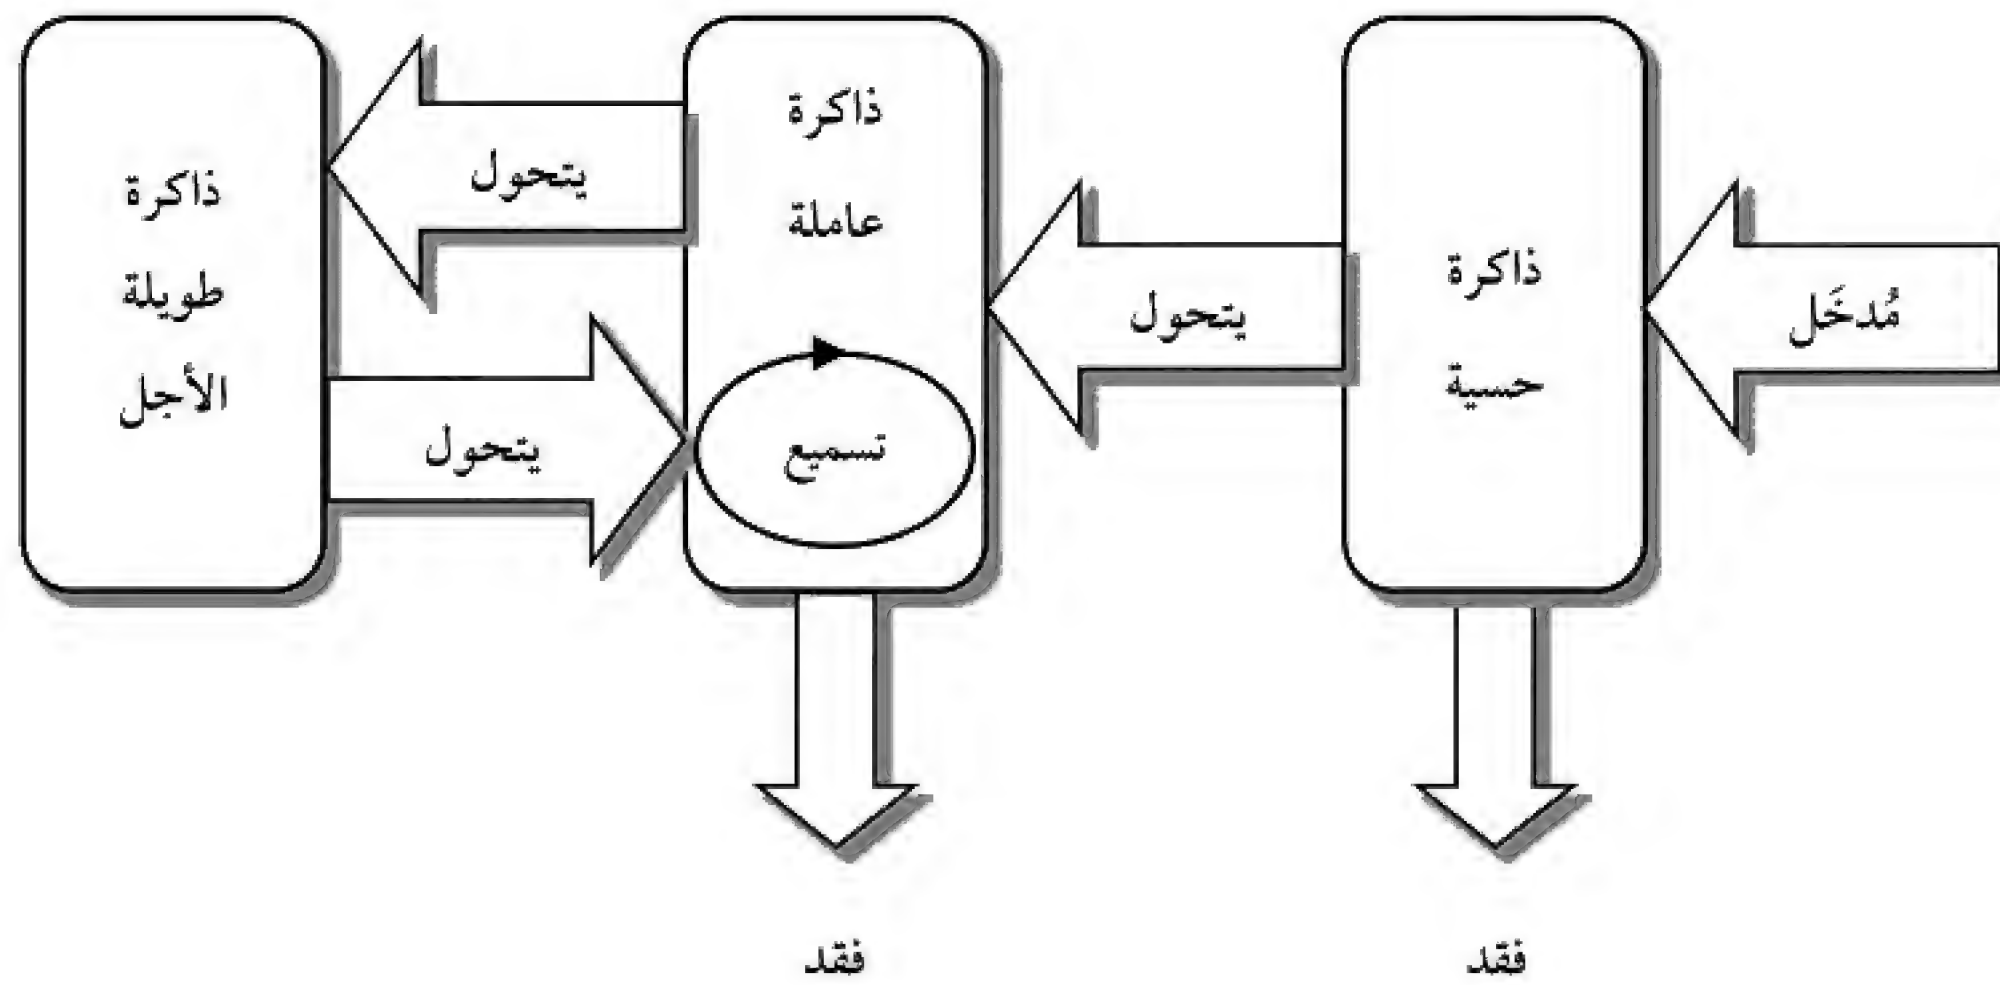 مُدخَل
ذاكرة
حسية
يتحول
ذاكرة
عاملة
تسميع
يتحول
يتحول
ذاكرة
طويلة
الأجل
فقد
فقد